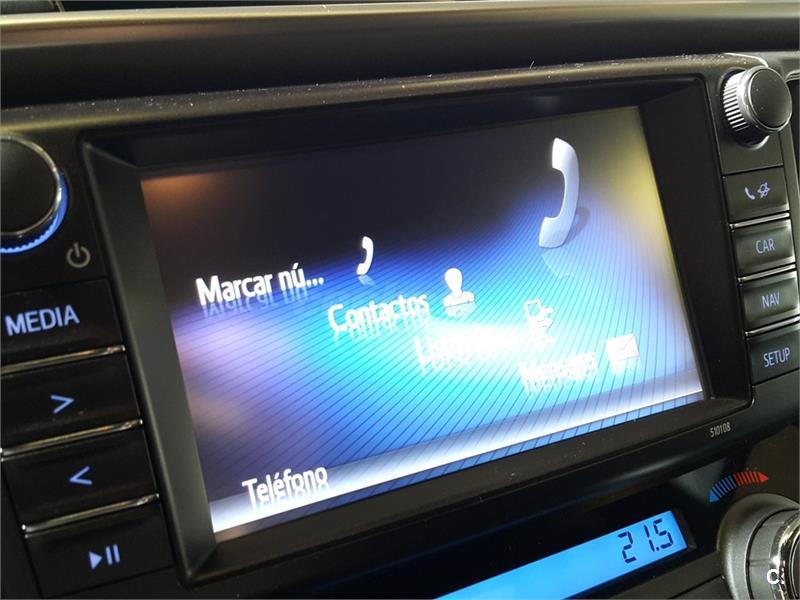 Marcar nú...
Contactos
Mensajes
Teléfono
MEDIA
>
<
CAR
NAV
SETUP
510108
21.5